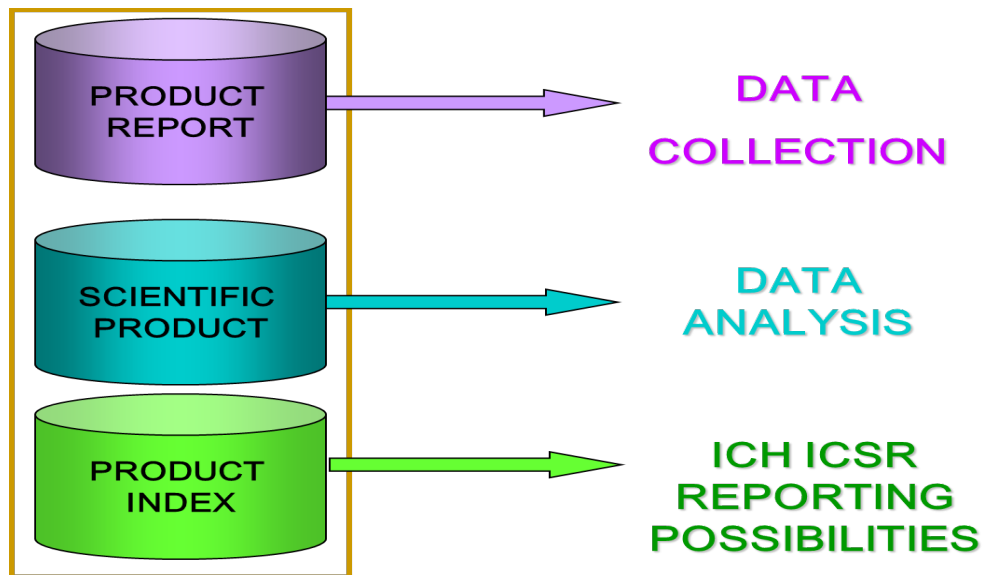 PRODUCT
REPORT
DATA
COLLECTION
SCIENTIFIC
PRODUCT
DATA
ANALYSIS
PRODUCT
INDEX
ICH ICSR
REPORTING
POSSIBILITIES